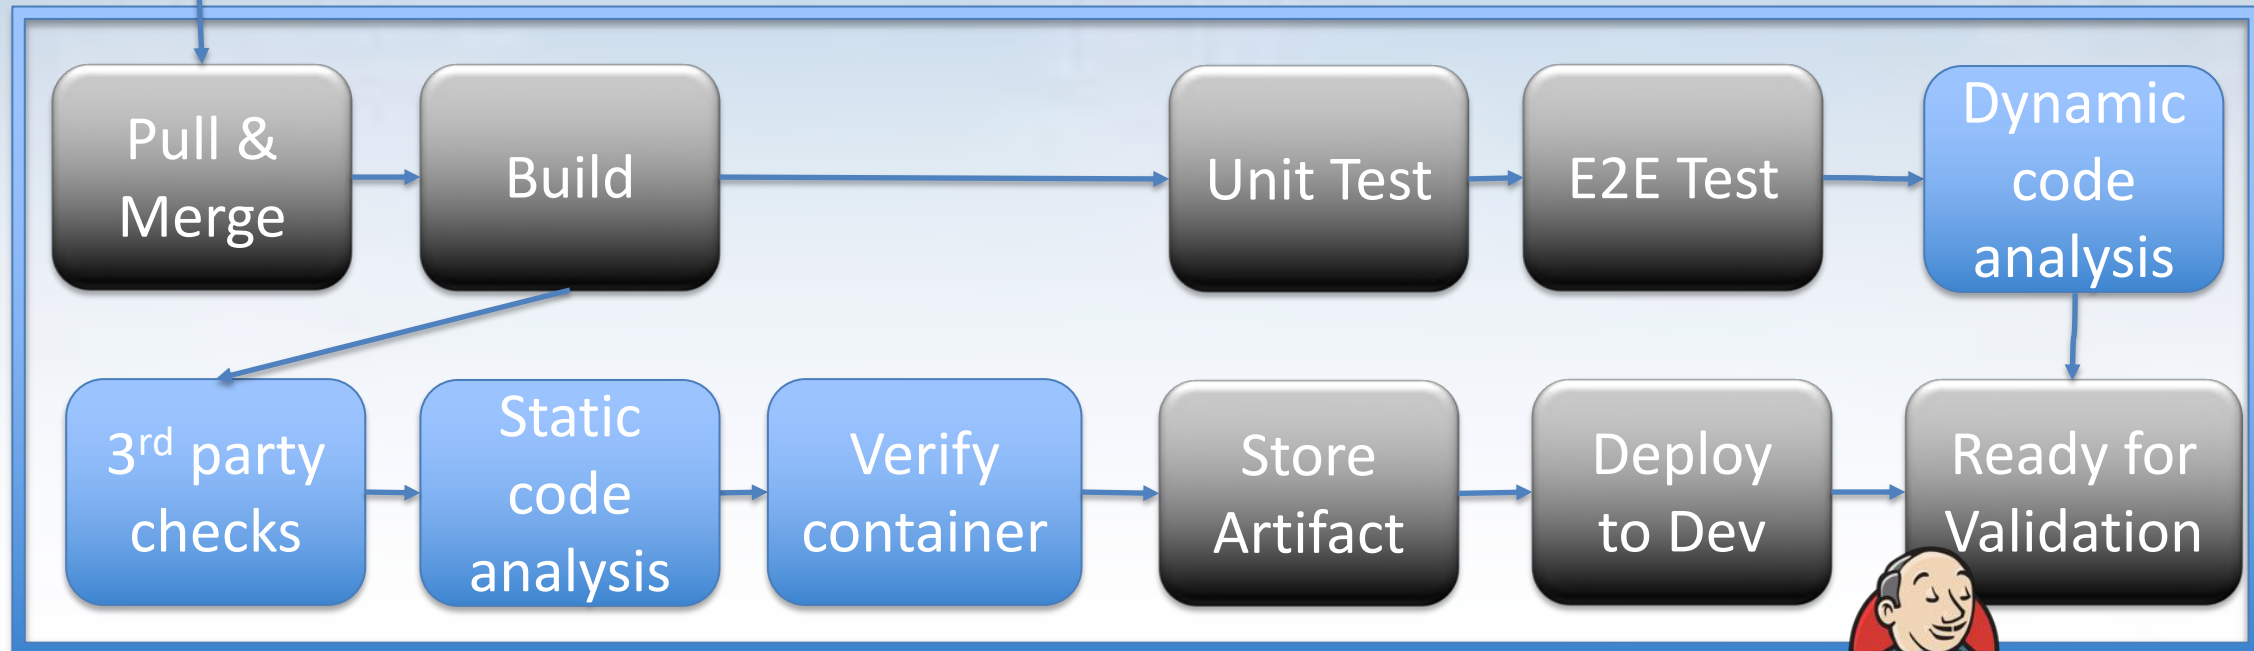 Pull &
Merge
Build
Unit Test
E2E Test
Dynamic
code
analysis
3rd party
checks
Static
code
analysis
Verify
container
Store
Artifact
Deploy
to Dev
Ready for
Validation